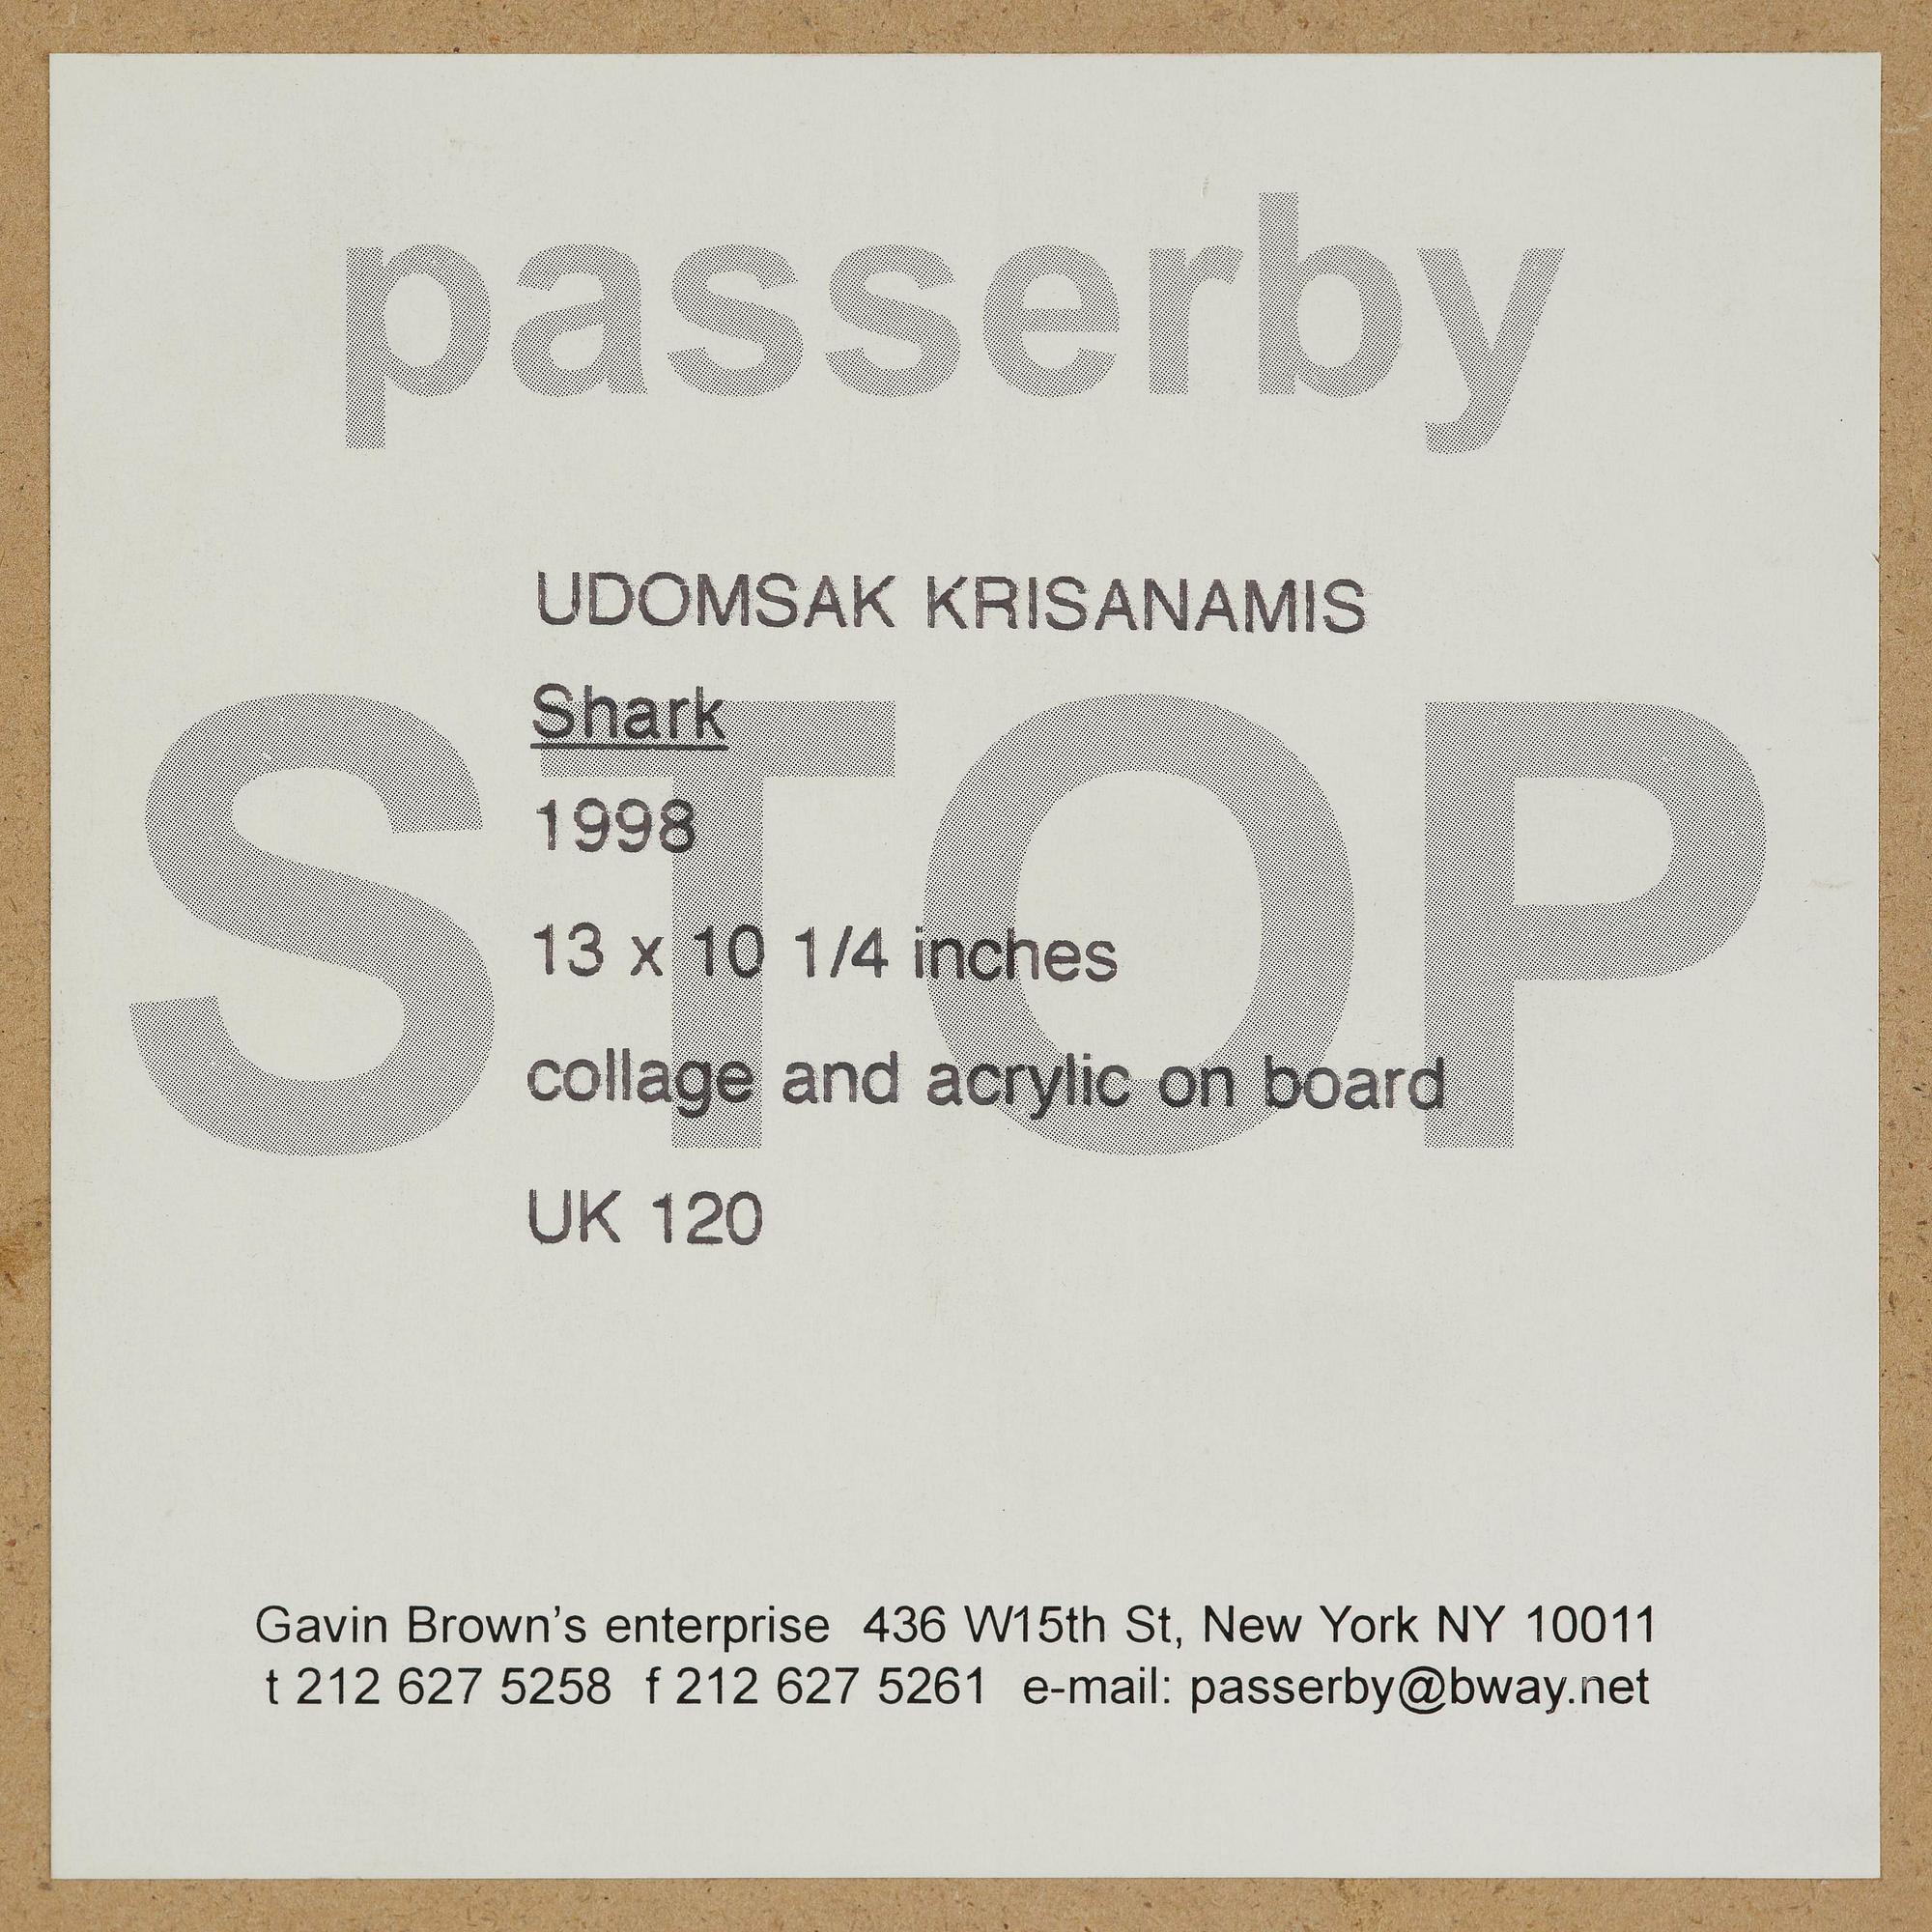 passerby
UDOMSAK KRISANAMIS
STOP
Shark
1998
13 x 10 1/4 inches
collage and acrylic on board
UK 120
Gavin Brown’s enterprise 436 W15th St, New York NY 10011
t 212 627 5258 f 212 627 5261 e-mail: passerby@bway.net